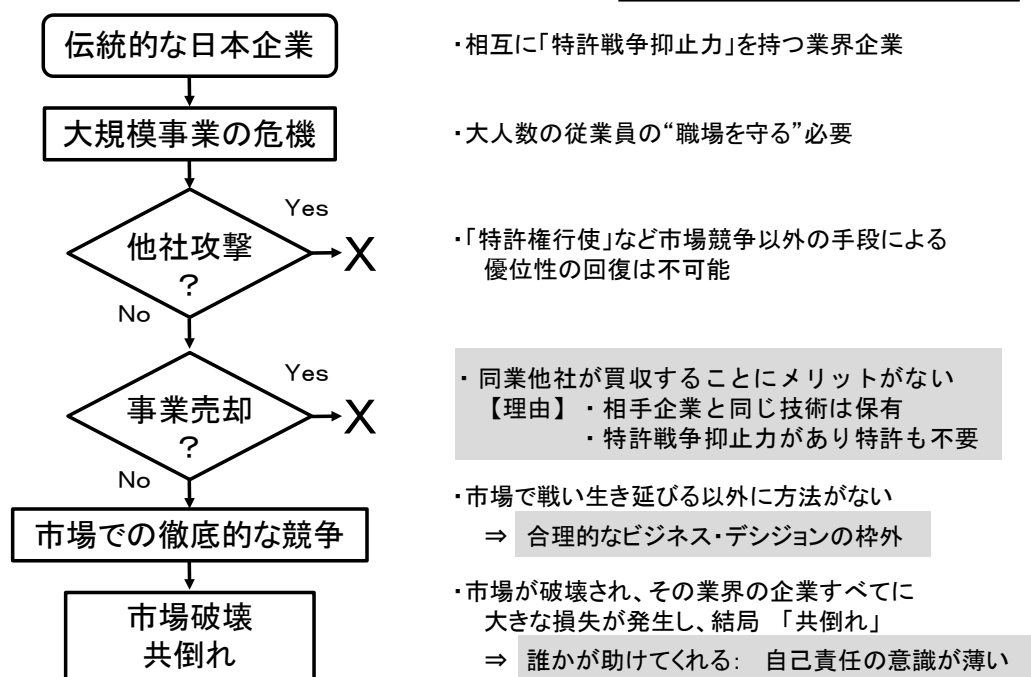 伝統的な日本企業
・相互に「特許戦争抑止力」を持つ業界企業
大規模事業の危機
・大人数の従業員の“職場を守る”必要
Yes
他社攻撃
?
X
・「特許権行使」など市場競争以外の手段による
優位性の回復は不可能
No
Yes
事業売却
?
X
・同業他社が買収することにメリットがない
【理由】・相手企業と同じ技術は保有
・特許戦争抑止力があり特許も不要
No
市場での徹底的な競争
・市場で戦い生き延びる以外に方法がない
⇒ 合理的なビジネス・デシジョンの枠外
市場破壊
共倒れ
・市場が破壊され、その業界の企業すべてに
大きな損失が発生し、結局 「共倒れ」
⇒ 誰かが助けてくれる: 自己責任の意識が薄い